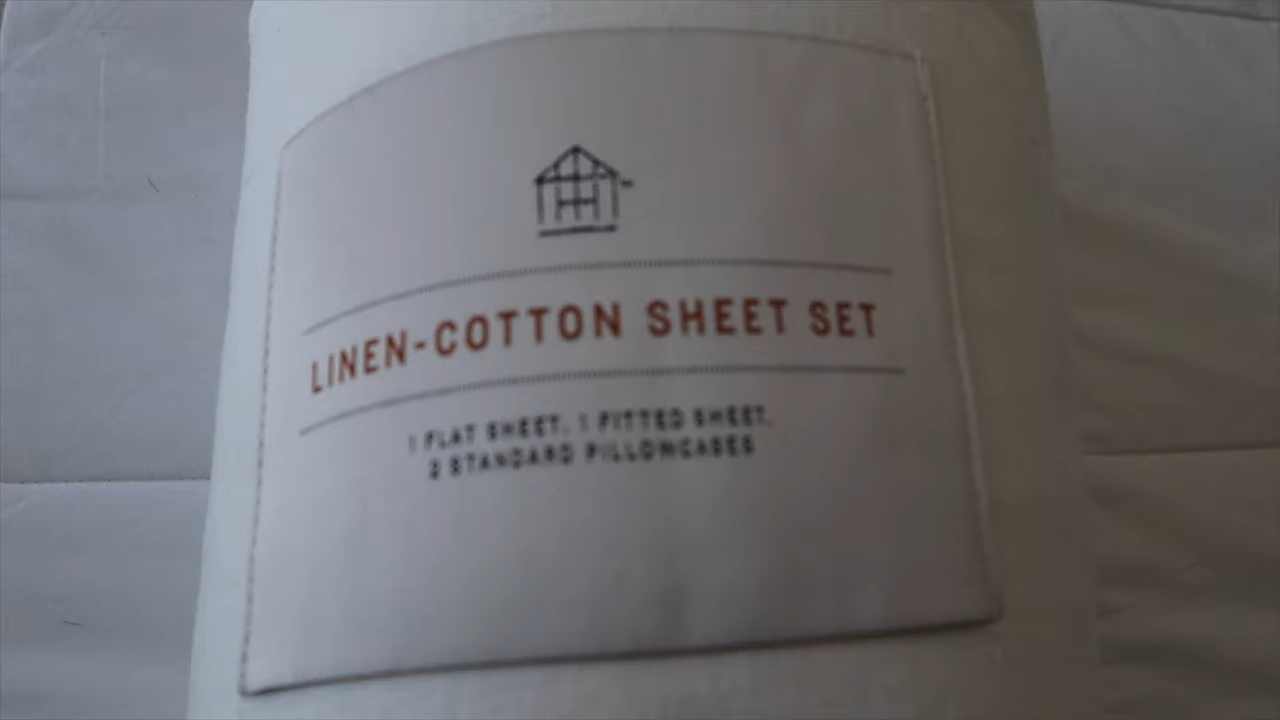 LINEN-COTTON SHEET SET
1 FLAT SHEET, 1 FITTED SHEET,
2 STANDARD PILLOWCASES